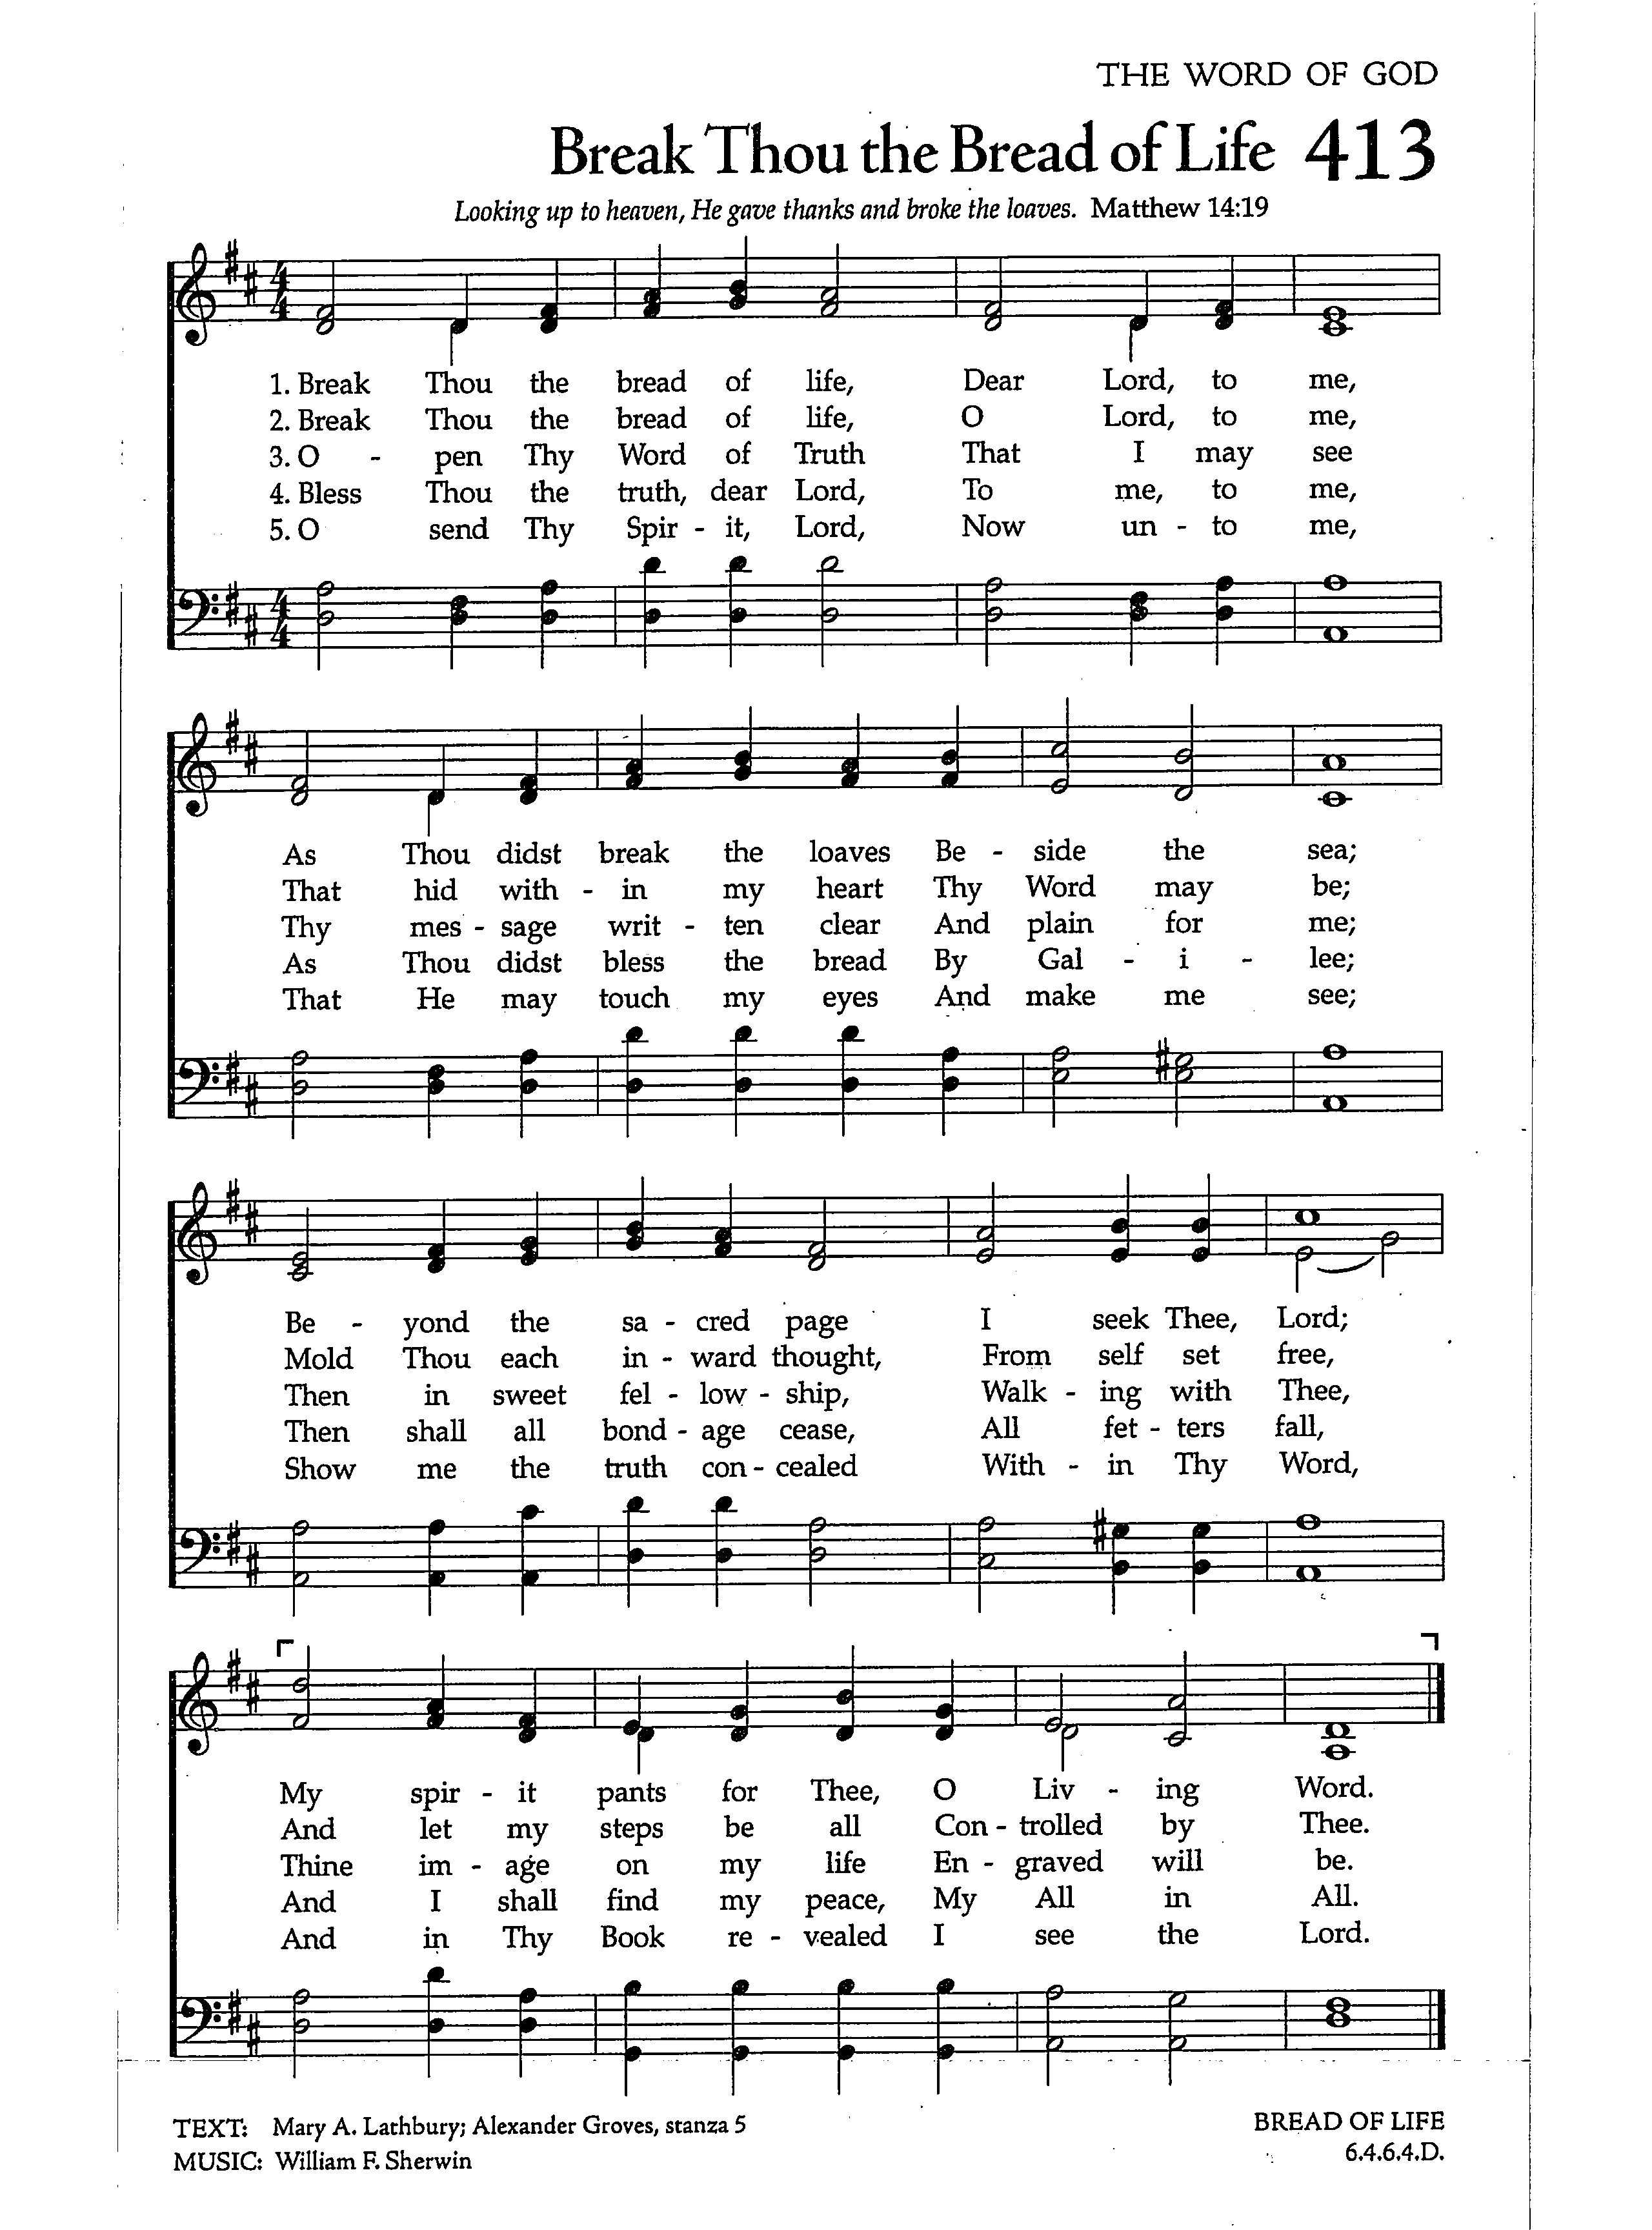 THE WORD OF GOD
Break Thou the Bread of Life 413
Looking up to heaven, He gave thanks and broke the loaves. Matthew 14:19
4
4
1. Break Thou the bread of life, Dear Lord, to me,
2. Break Thou the bread of life, O Lord, to me,
3. O - pen Thy Word of Truth That I may see
4. Bless Thou the truth, dear Lord, To me, to me,
5. O send Thy Spir - it, Lord, Now un - to me,
4
4
As Thou didst break the loaves Be - side the sea;
That hid with - in my heart Thy Word may be;
Thy mes - sage writ - ten clear And plain for me;
As Thou didst bless the bread By Gal - i - lee;
That He may touch my eyes And make me see;
Be - yond the sa - cred page I seek Thee, Lord;
Mold Thou each in - ward thought, From self set free,
Then in sweet fel - low - ship, Walk - ing with Thee,
Then shall all bond - age cease, All fet - ters fall,
Show me the truth con - cealed With - in Thy Word,
My spir - it pants for Thee, O Liv - ing Word.
And let my steps be all Con - trolled by Thee.
Thine im - age on my life En - graved will be.
And I shall find my peace, My All in All.
And in Thy Book re - vealed I see the Lord.
TEXT: Mary A. Lathbury; Alexander Groves, stanza 5
MUSIC: William F. Sherwin
BREAD OF LIFE
6.4.6.4.D.